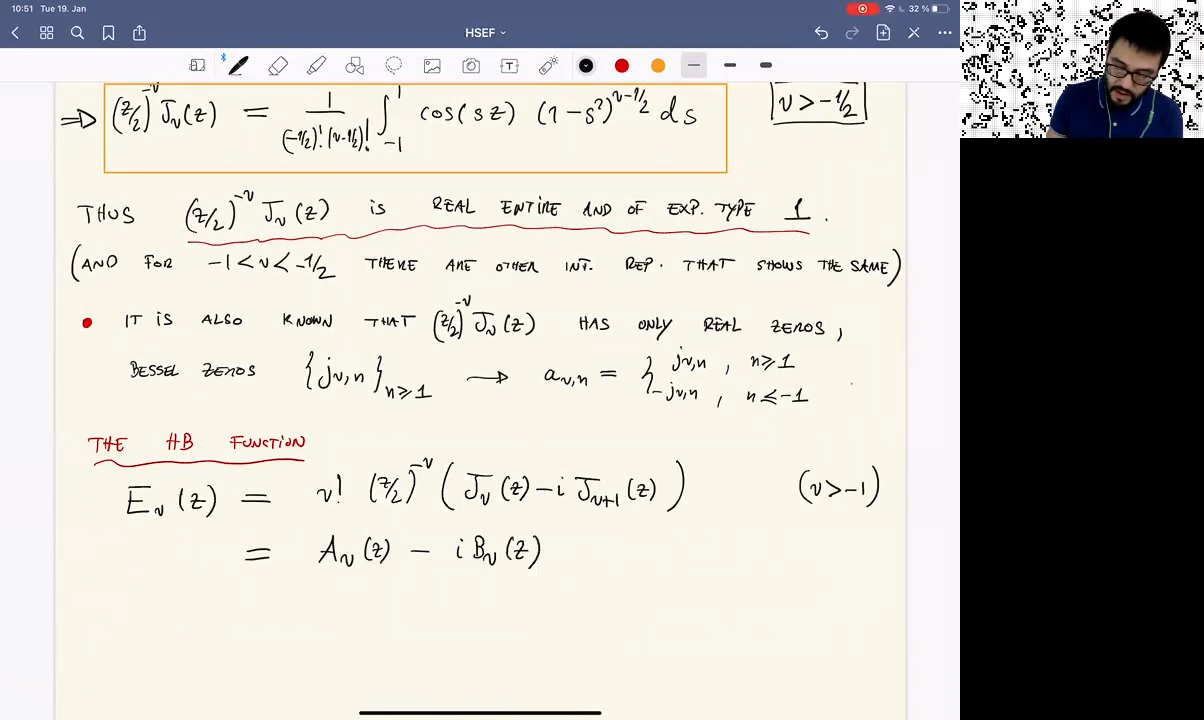 10:51 Tue 19. Jan
32 %
HSEF
⇒ (z/2)^{-ν} J_ν(z) = 1/((-1/2)! (ν-1/2)!) ∫_{-1}^{1} cos(sz) (1-s²)^{ν-1/2} ds ν > -1/2
THUS (z/2)^{-ν} J_ν(z) is REAL ENTIRE AND OF EXP. TYPE 1.
(AND FOR -1<ν<-1/2 THERE ARE OTHER INT. REP. THAT SHOWS THE SAME)
• IT IS ALSO KNOWN THAT (z/2)^{-ν} J_ν(z) HAS ONLY REAL ZEROS,
BESSEL ZEROS {j_{ν,n}}_{n⩾1} → a_{ν,n} = { j_{ν,n}, n⩾1
-j_{ν,n}, n⩽-1
THE HB FUNCTION
E_ν(z) = ν! (z/2)^{-ν} (J_ν(z) - i J_{ν+1}(z)) (ν>-1)
= A_ν(z) - i B_ν(z)